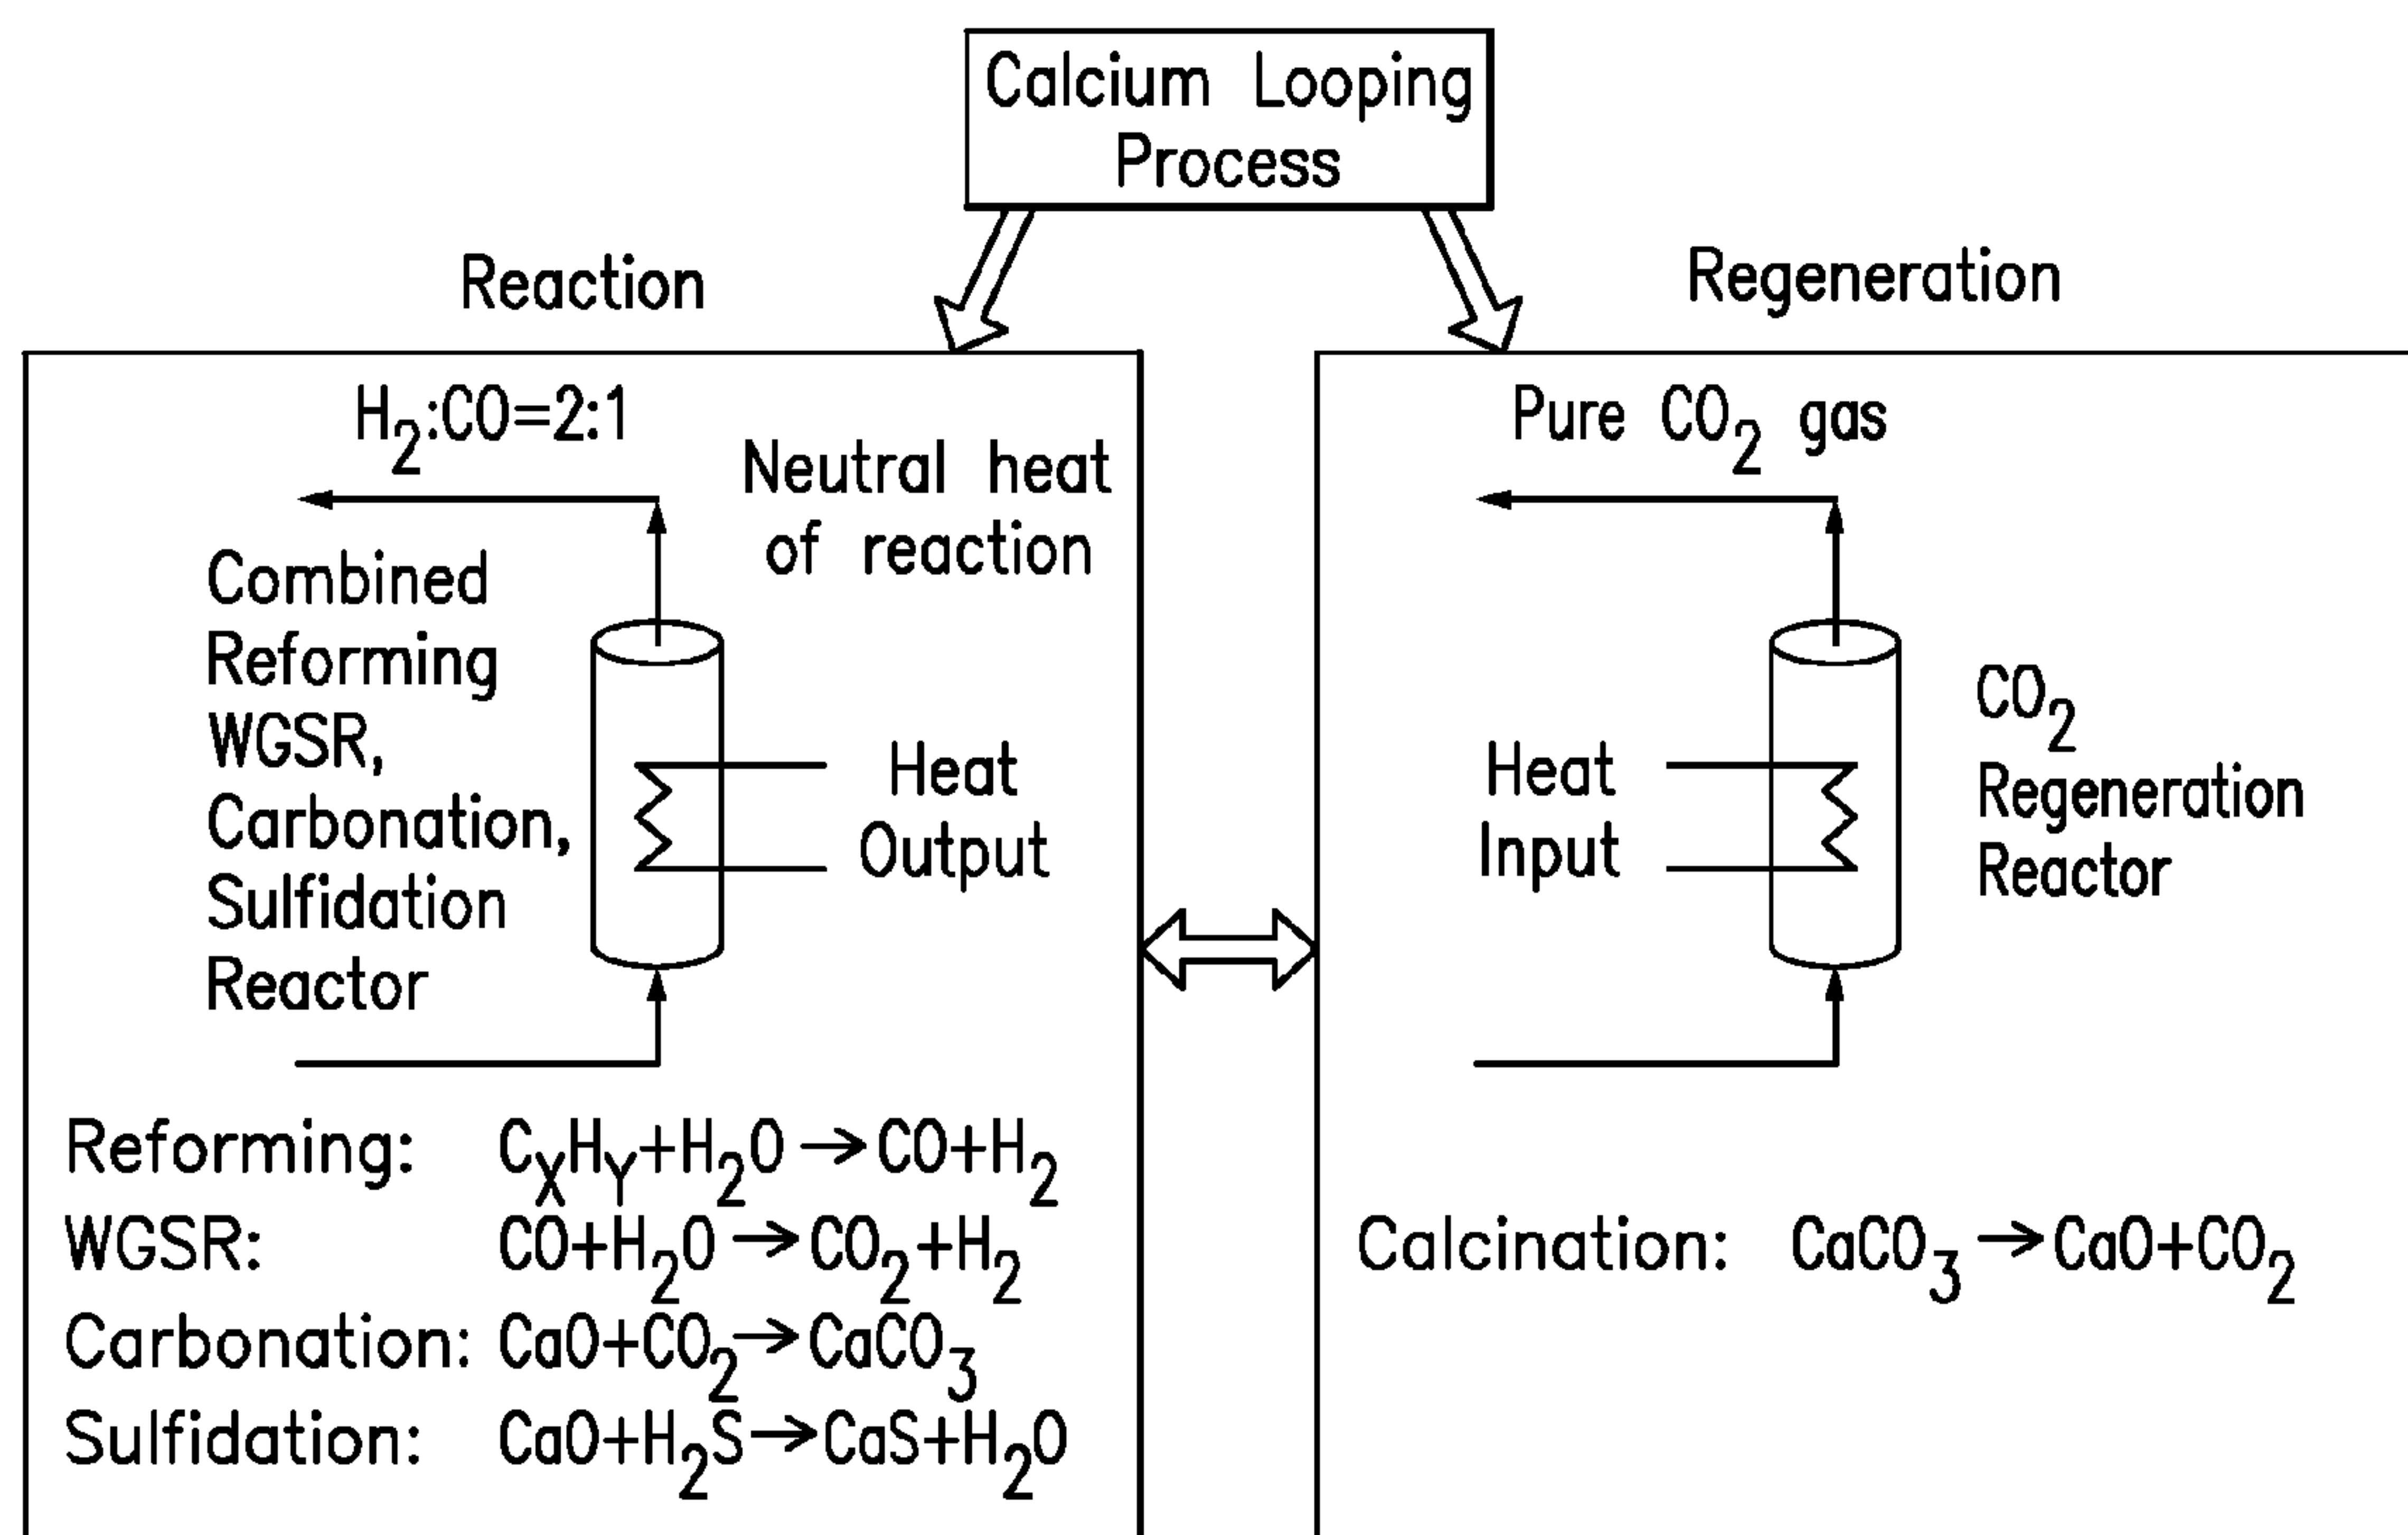 Calcium Looping
Process
Reaction
H₂:CO=2:1
Neutral heat
of reaction
Combined
Reforming
WGSR,
Carbonation,
Sulfidation
Reactor
Heat
Output
Reforming: CₓHᵧ+H₂O→CO+H₂
WGSR: CO+H₂O→CO₂+H₂
Carbonation: CaO+CO₂→CaCO₃
Sulfidation: CaO+H₂S→CaS+H₂O
Regeneration
Pure CO₂ gas
Heat
Input
CO₂
Regeneration
Reactor
Calcination: CaCO₃→CaO+CO₂